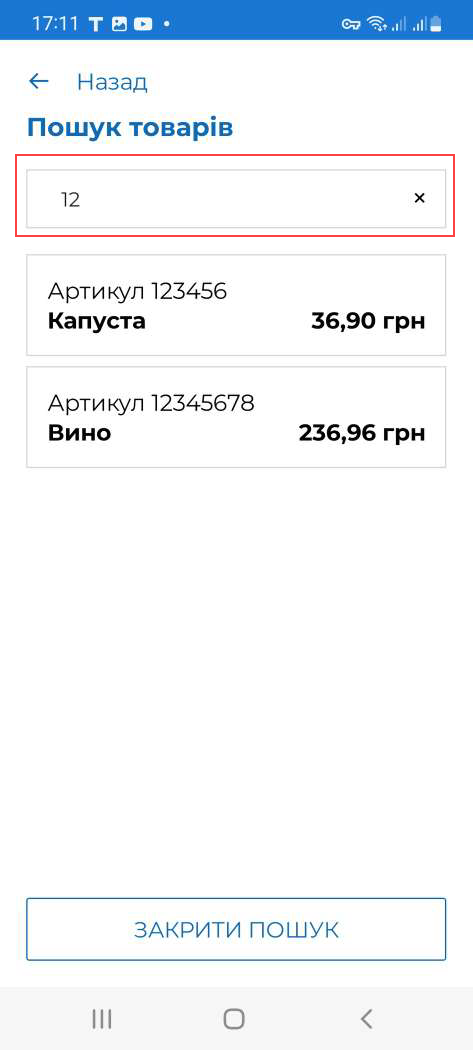 17:11
Назад
Пошук товарів
12
Артикул 123456
Капуста 36,90 грн
Артикул 12345678
Вино 236,96 грн
ЗАКРИТИ ПОШУК